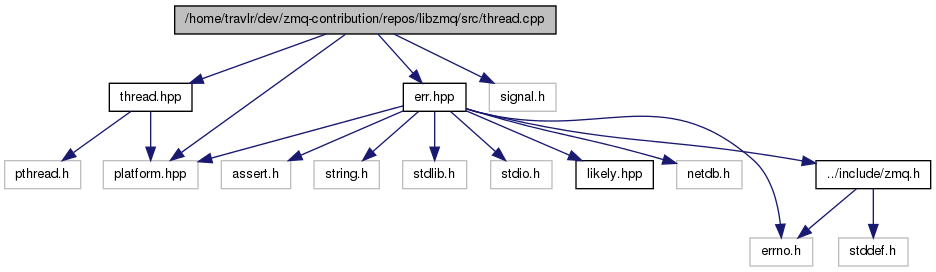 /home/travlr/dev/zmq-contribution/repos/libzmq/src/thread.cpp
thread.hpp
err.hpp
signal.h
pthread.h
platform.hpp
assert.h
string.h
stdlib.h
stdio.h
likely.hpp
netdb.h
../include/zmq.h
errno.h
stddef.h